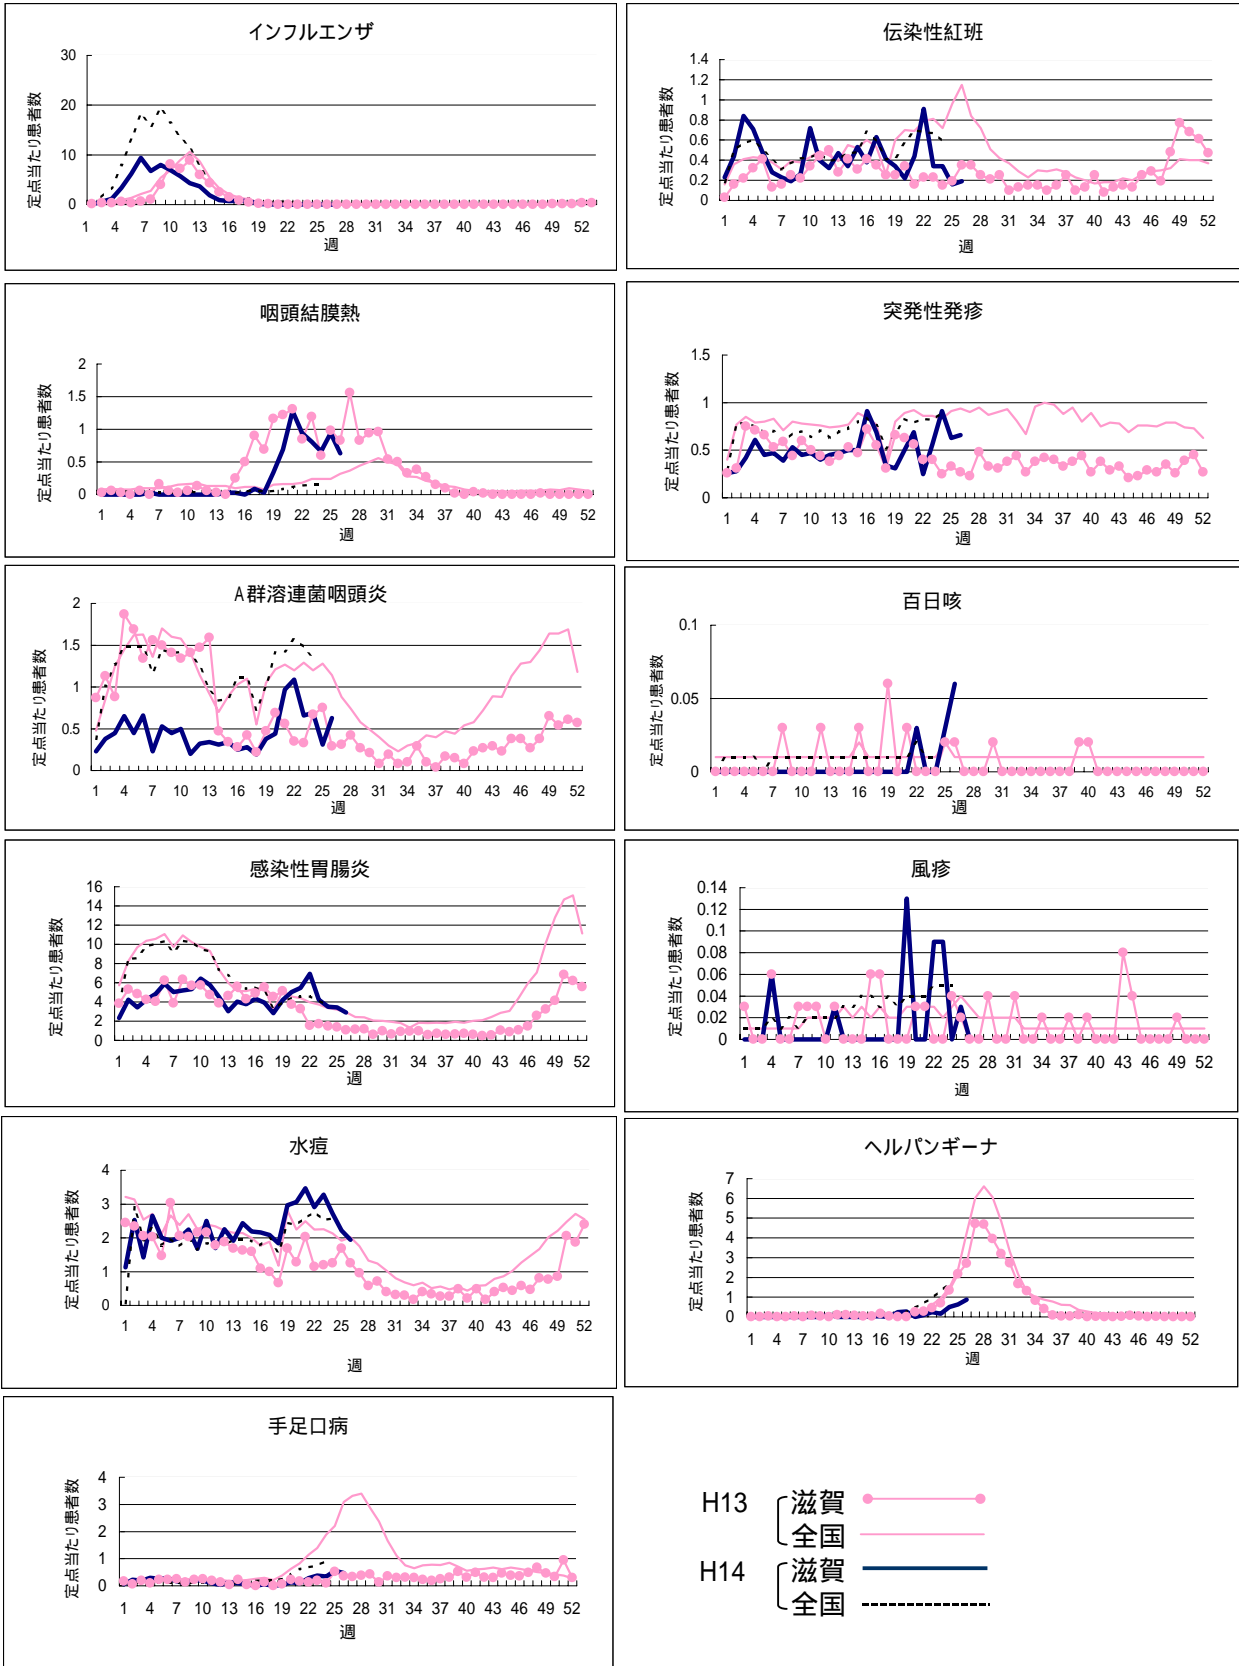 インフルエンザ
定点当たり患者数
30
20
10
0
1 4 7 10 13 16 19 22 25 28 31 34 37 40 43 46 49 52
週
伝染性紅斑
定点当たり患者数
1.4
1.2
1
0.8
0.6
0.4
0.2
0
1 4 7 10 13 16 19 22 25 28 31 34 37 40 43 46 49 52
週
咽頭結膜熱
定点当たり患者数
2
1.5
1
0.5
0
1 4 7 10 13 16 19 22 25 28 31 34 37 40 43 46 49 52
週
突発性発疹
定点当たり患者数
1.5
1
0.5
0
1 4 7 10 13 16 19 22 25 28 31 34 37 40 43 46 49 52
週
A群溶連菌咽頭炎
定点当たり患者数
2
1.5
1
0.5
0
1 4 7 10 13 16 19 22 25 28 31 34 37 40 43 46 49 52
週
百日咳
定点当たり患者数
0.1
0.05
0
1 4 7 10 13 16 19 22 25 28 31 34 37 40 43 46 49 52
週
感染性胃腸炎
定点当たり患者数
16
14
12
10
8
6
4
2
0
1 4 7 10 13 16 19 22 25 28 31 34 37 40 43 46 49 52
週
風疹
定点当たり患者数
0.14
0.12
0.1
0.08
0.06
0.04
0.02
0
1 4 7 10 13 16 19 22 25 28 31 34 37 40 43 46 49 52
週
水痘
定点当たり患者数
4
3
2
1
0
1 4 7 10 13 16 19 22 25 28 31 34 37 40 43 46 49 52
週
ヘルパンギーナ
定点当たり患者数
7
6
5
4
3
2
1
0
1 4 7 10 13 16 19 22 25 28 31 34 37 40 43 46 49 52
週
手足口病
定点当たり患者数
4
3
2
1
0
1 4 7 10 13 16 19 22 25 28 31 34 37 40 43 46 49 52
週
H13 滋賀
全国
H14 滋賀
全国